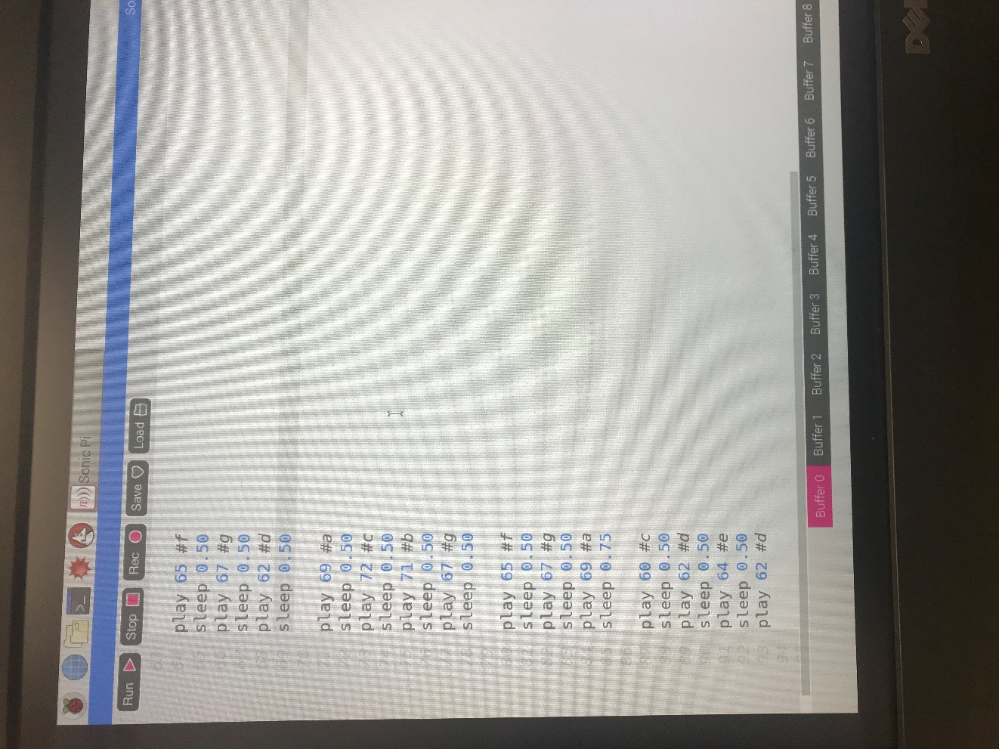 Sonic Pi
So
Run Stop Rec Save Load
play 65 #f
sleep 0.50
play 67 #g
sleep 0.50
play 62 #d
sleep 0.50
play 69 #a
sleep 0.50
play 72 #c
sleep 0.50
play 71 #b
sleep 0.50
play 67 #g
sleep 0.50
play 65 #f
sleep 0.50
play 67 #g
sleep 0.50
play 69 #a
sleep 0.75
play 60 #c
sleep 0.50
play 62 #d
sleep 0.50
play 64 #e
sleep 0.50
play 62 #d
Buffer 0 Buffer 1 Buffer 2 Buffer 3 Buffer 4 Buffer 5 Buffer 6 Buffer 7 Buffer 8